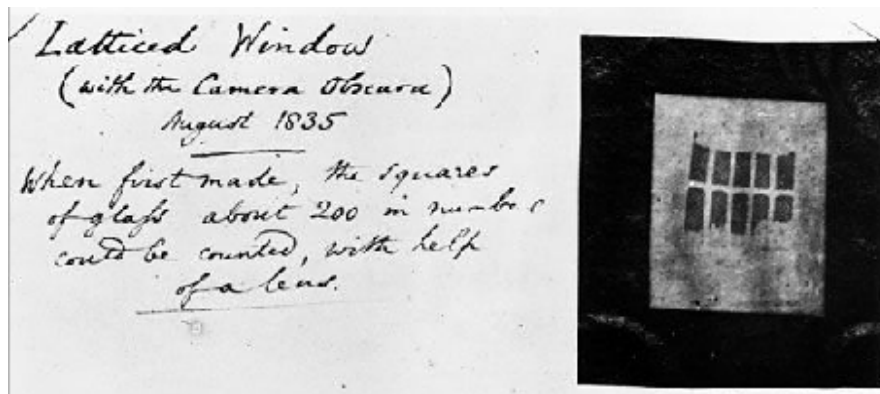 Latticed Window
(with the Camera Obscura)
August 1835
When first made, the squares
of glass about 200 in number
could be counted, with help
of a lens.